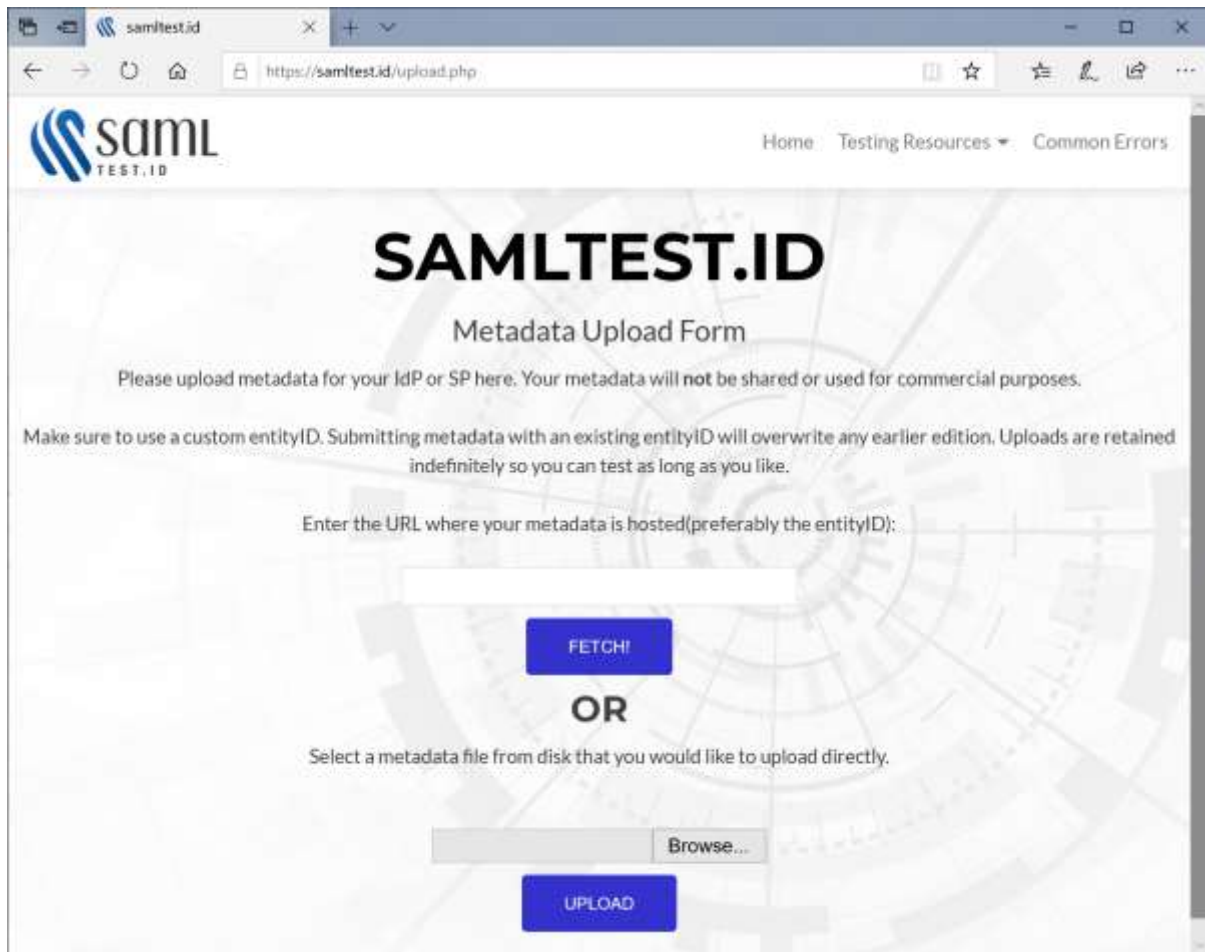 samltest.id
https://samltest.id/upload.php
saml
TEST.ID
Home Testing Resources Common Errors
SAMLTEST.ID
Metadata Upload Form
Please upload metadata for your IdP or SP here. Your metadata will not be shared or used for commercial purposes.
Make sure to use a custom entityID. Submitting metadata with an existing entityID will overwrite any earlier edition. Uploads are retained
indefinitely so you can test as long as you like.
Enter the URL where your metadata is hosted(preferably the entityID):
FETCH!
OR
Select a metadata file from disk that you would like to upload directly.
Browse...
UPLOAD